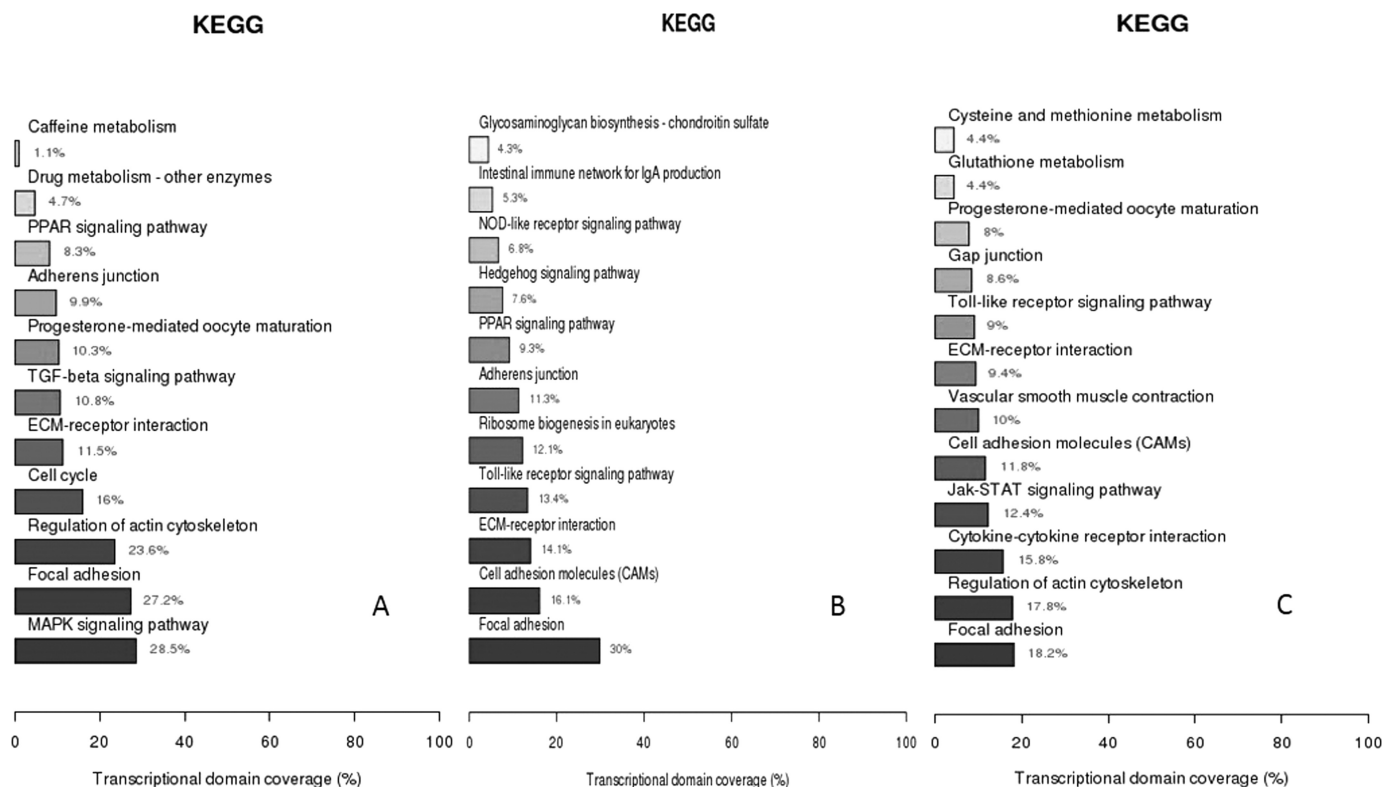 KEGG
Caffeine metabolism
1.1%
Drug metabolism - other enzymes
4.7%
PPAR signaling pathway
8.3%
Adherens junction
9.9%
Progesterone-mediated oocyte maturation
10.3%
TGF-beta signaling pathway
10.8%
ECM-receptor interaction
11.5%
Cell cycle
16%
Regulation of actin cytoskeleton
23.6%
Focal adhesion
27.2%
MAPK signaling pathway
28.5%
A
0 20 40 60 80 100
Transcriptional domain coverage (%)
KEGG
Glycosaminoglycan biosynthesis - chondroitin sulfate
4.3%
Intestinal immune network for IgA production
5.3%
NOD-like receptor signaling pathway
6.8%
Hedgehog signaling pathway
7.6%
PPAR signaling pathway
9.3%
Adherens junction
11.3%
Ribosome biogenesis in eukaryotes
12.1%
Toll-like receptor signaling pathway
13.4%
ECM-receptor interaction
14.1%
Cell adhesion molecules (CAMs)
16.1%
Focal adhesion
30%
B
0 20 40 60 80 100
Transcriptional domain coverage (%)
KEGG
Cysteine and methionine metabolism
4.4%
Glutathione metabolism
4.4%
Progesterone-mediated oocyte maturation
8%
Gap junction
8.6%
Toll-like receptor signaling pathway
9%
ECM-receptor interaction
9.4%
Vascular smooth muscle contraction
10%
Cell adhesion molecules (CAMs)
11.8%
Jak-STAT signaling pathway
12.4%
Cytokine-cytokine receptor interaction
15.8%
Regulation of actin cytoskeleton
17.8%
Focal adhesion
18.2%
C
0 20 40 60 80 100
Transcriptional domain coverage (%)